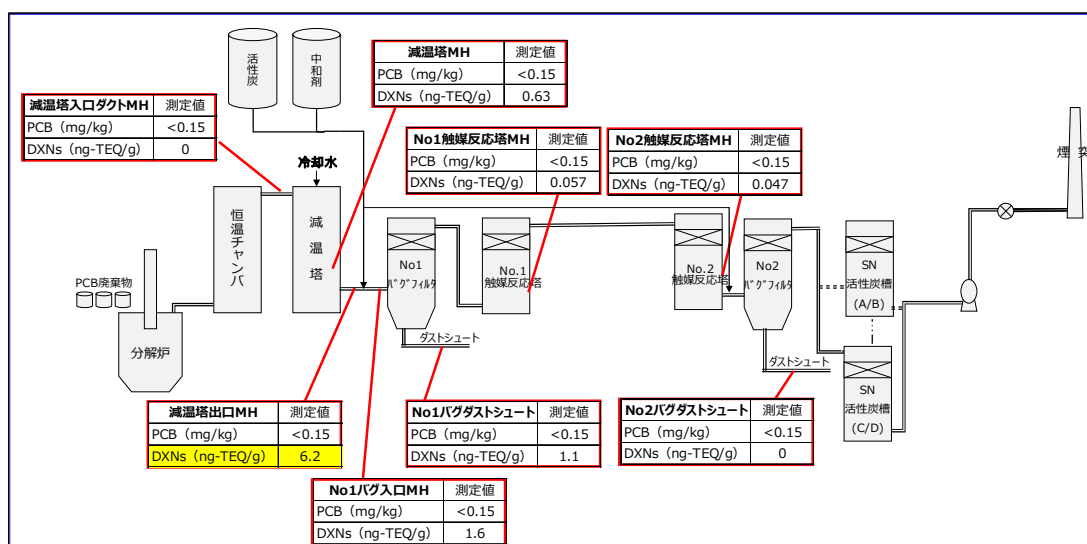 活性炭
中和剤
減温塔MH 測定値
PCB（mg/kg） <0.15
DXNs（ng-TEQ/g） 0.63
減温塔入口ダクトMH 測定値
PCB（mg/kg） <0.15
DXNs（ng-TEQ/g） 0
No1触媒反応塔MH 測定値
PCB（mg/kg） <0.15
DXNs（ng-TEQ/g） 0.057
No2触媒反応塔MH 測定値
PCB（mg/kg） <0.15
DXNs（ng-TEQ/g） 0.047
煙突
冷却水
恒温チャンバ
減温塔
No1
ﾊﾞｸﾞﾌｨﾙﾀ
No.1
触媒反応塔
No.2
触媒反応塔
No2
ﾊﾞｸﾞﾌｨﾙﾀ
SN
活性炭槽
(A/B)
PCB廃棄物
分解炉
ダストシュート
ダストシュート
SN
活性炭槽
(C/D)
減温塔出口MH 測定値
PCB（mg/kg） <0.15
DXNs（ng-TEQ/g） 6.2
No1バグダストシュート 測定値
PCB（mg/kg） <0.15
DXNs（ng-TEQ/g） 1.1
No2バグダストシュート 測定値
PCB（mg/kg） <0.15
DXNs（ng-TEQ/g） 0
No1バグ入口MH 測定値
PCB（mg/kg） <0.15
DXNs（ng-TEQ/g） 1.6